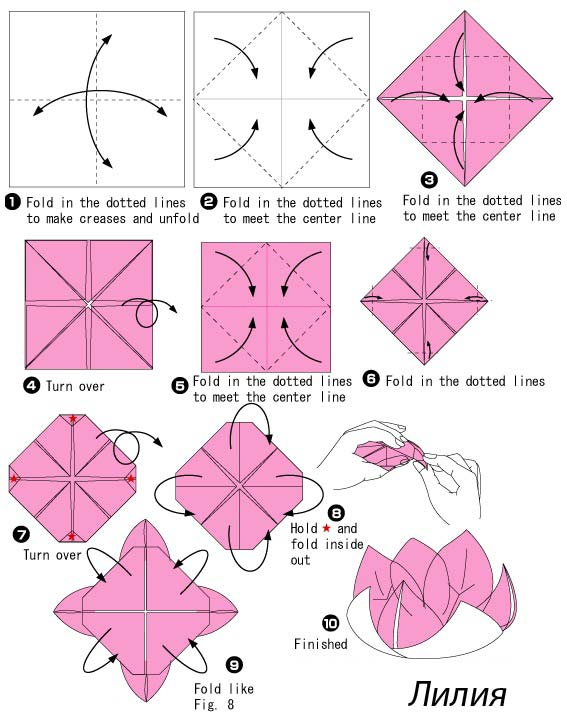 1 Fold in the dotted lines
to make creases and unfold
2 Fold in the dotted lines
to meet the center line
3
Fold in the dotted lines
to meet the center line
4 Turn over
5 Fold in the dotted lines
to meet the center line
6 Fold in the dotted lines
7
Turn over
8
Hold ★ and
fold inside
out
9
Fold like
Fig. 8
10
Finished
Лилия